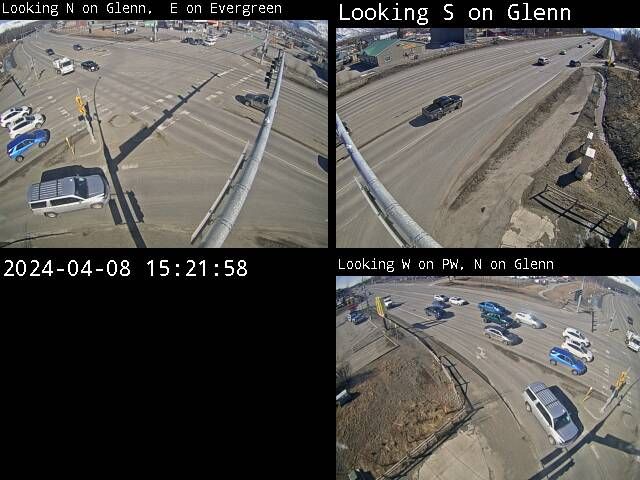 Looking N on Glenn, E on Evergreen
Looking S on Glenn
2024-04-08 15:21:58
Looking W on PW, N on Glenn